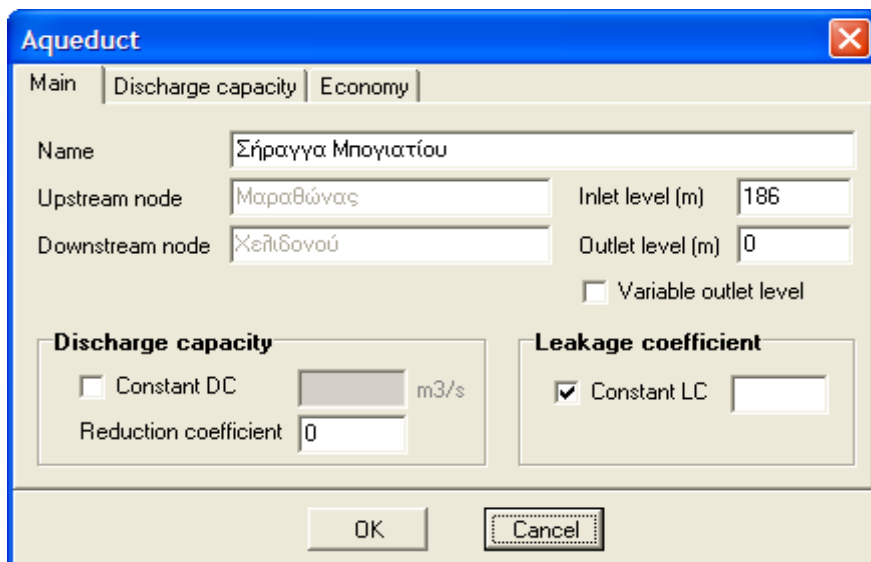 Aqueduct
Main Discharge capacity Economy
Name Σήραγγα Μπογιατίου
Upstream node Μαραθώνας Inlet level (m) 186
Downstream node Χελιδονού Outlet level (m) 0
Variable outlet level
Discharge capacity Leakage coefficient
Constant DC m3/s Constant LC
Reduction coefficient 0
OK Cancel